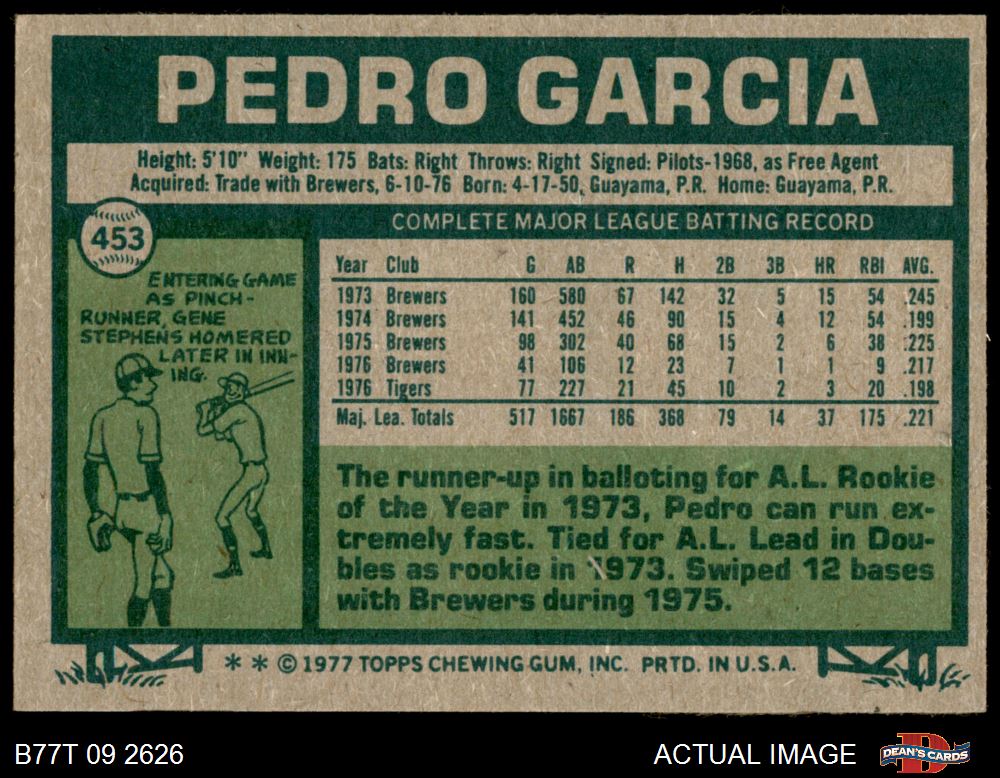 PEDRO GARCIA
Height: 5'10" Weight: 175 Bats: Right Throws: Right Signed: Pilots-1968, as Free Agent
Acquired: Trade with Brewers, 6-10-76 Born: 4-17-50, Guayama, P.R. Home: Guayama, P.R.
453
ENTERING GAME
AS PINCH-
RUNNER, GENE
STEPHENS HOMERED
LATER IN INN-
ING.
COMPLETE MAJOR LEAGUE BATTING RECORD
Year Club G AB R H 2B 3B HR RBI AVG.
1973 Brewers 160 580 67 142 32 5 15 54 .245
1974 Brewers 141 452 46 90 15 4 12 54 .199
1975 Brewers 98 302 40 68 15 2 6 38 .225
1976 Brewers 41 106 12 23 7 1 1 9 .217
1976 Tigers 77 227 21 45 10 2 3 20 .198
Maj. Lea. Totals 517 1667 186 368 79 14 37 175 .221
The runner-up in balloting for A.L. Rookie
of the Year in 1973, Pedro can run ex-
tremely fast. Tied for A.L. Lead in Dou-
bles as rookie in 1973. Swiped 12 bases
with Brewers during 1975.
* * © 1977 TOPPS CHEWING GUM, INC. PRTD. IN U.S.A.
B77T 09 2626
ACTUAL IMAGE
D
DEAN'S CARDS